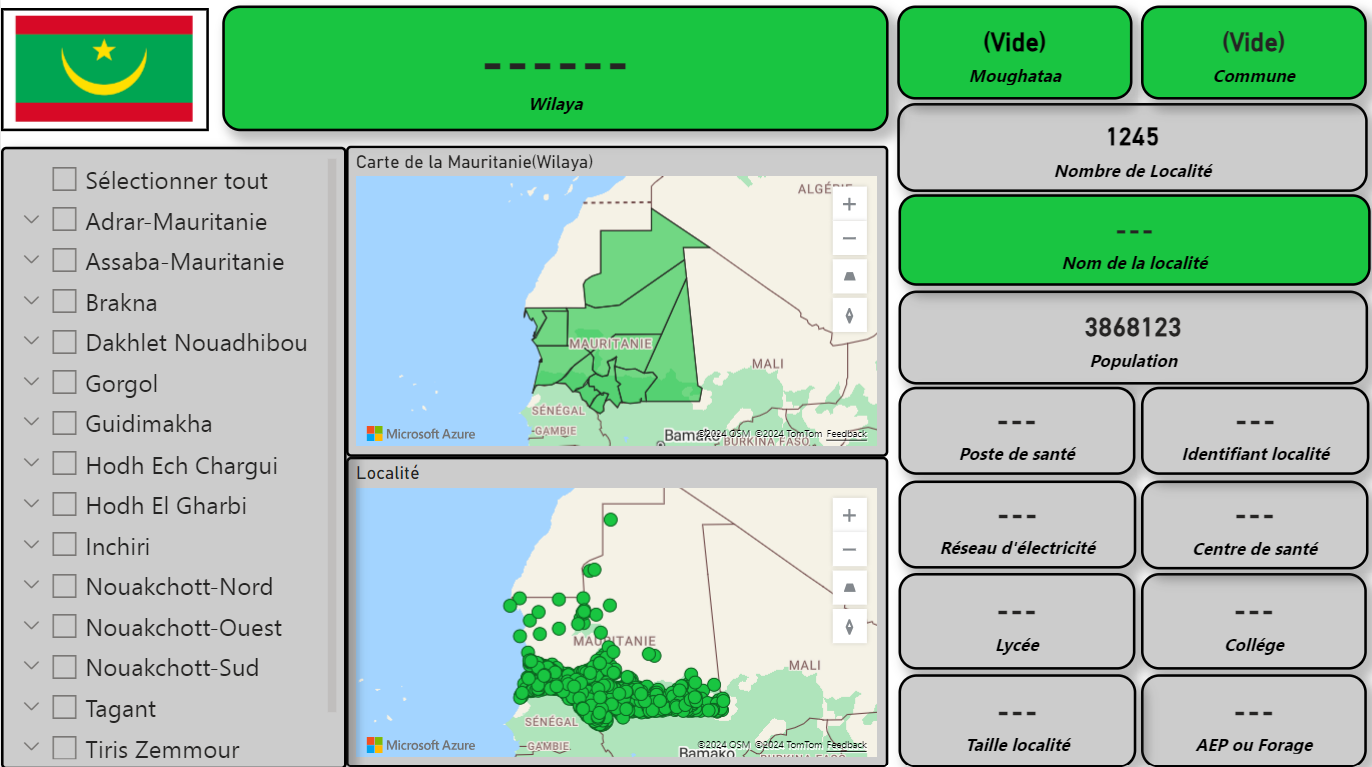 ------
Wilaya
(Vide)
Moughataa
(Vide)
Commune
1245
Nombre de Localité
---
Nom de la localité
3868123
Population
---
Poste de santé
---
Identifiant localité
---
Réseau d'électricité
---
Centre de santé
---
Lycée
---
Collége
---
Taille localité
---
AEP ou Forage
Sélectionner tout
Adrar-Mauritanie
Assaba-Mauritanie
Brakna
Dakhlet Nouadhibou
Gorgol
Guidimakha
Hodh Ech Chargui
Hodh El Gharbi
Inchiri
Nouakchott-Nord
Nouakchott-Ouest
Nouakchott-Sud
Tagant
Tiris Zemmour
Carte de la Mauritanie(Wilaya)
ALGÉRIE
MAURITANIE
MALI
SÉNÉGAL
GAMBIE
Bamako
BURKINA FASO
Microsoft Azure
©2024 OSM ©2024 TomTom Feedback
Localité
MAURITANIE
MALI
SÉNÉGAL
GAMBIE
Bamako
BURKINA FASO
Microsoft Azure
©2024 OSM ©2024 TomTom Feedback